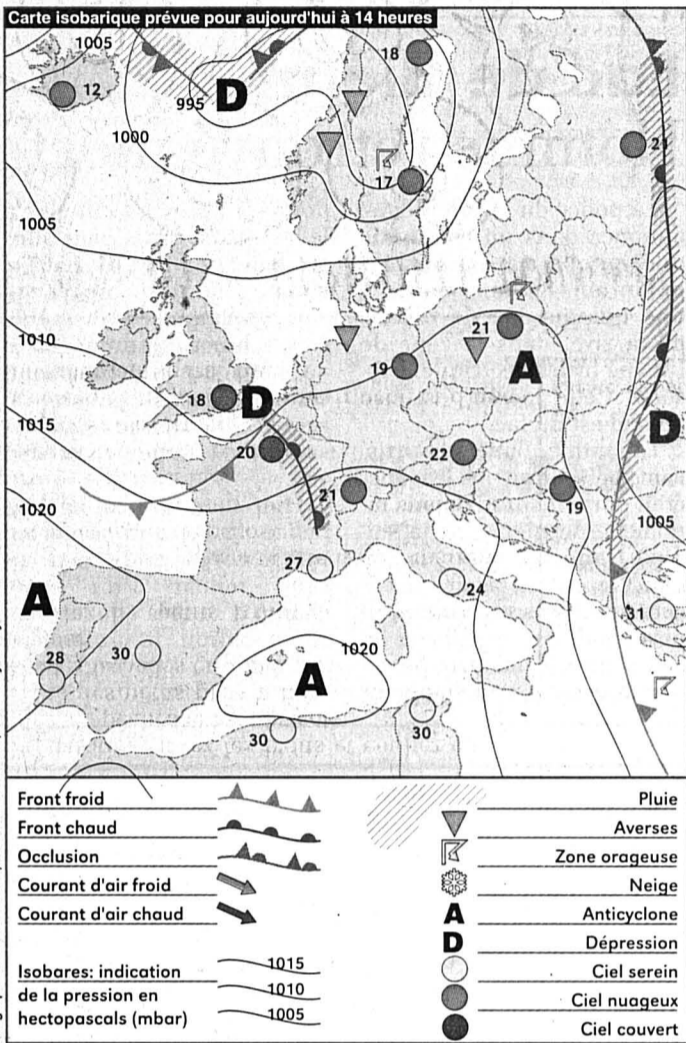 Carte isobarique prévue pour aujourd'hui à 14 heures
1005
18
12
995
D
1000
21
17
1005
1010
21
19
A
18
D
1015
20
22
D
21
19
1020
1005
27
24
A
31
1020
28
30
A
30
30
Front froid
Front chaud
Occlusion
Courant d'air froid
Courant d'air chaud
Isobares: indication
de la pression en
hectopascals (mbar)
1015
1010
1005
Pluie
Averses
Zone orageuse
Neige
A Anticyclone
D Dépression
Ciel serein
Ciel nuageux
Ciel couvert